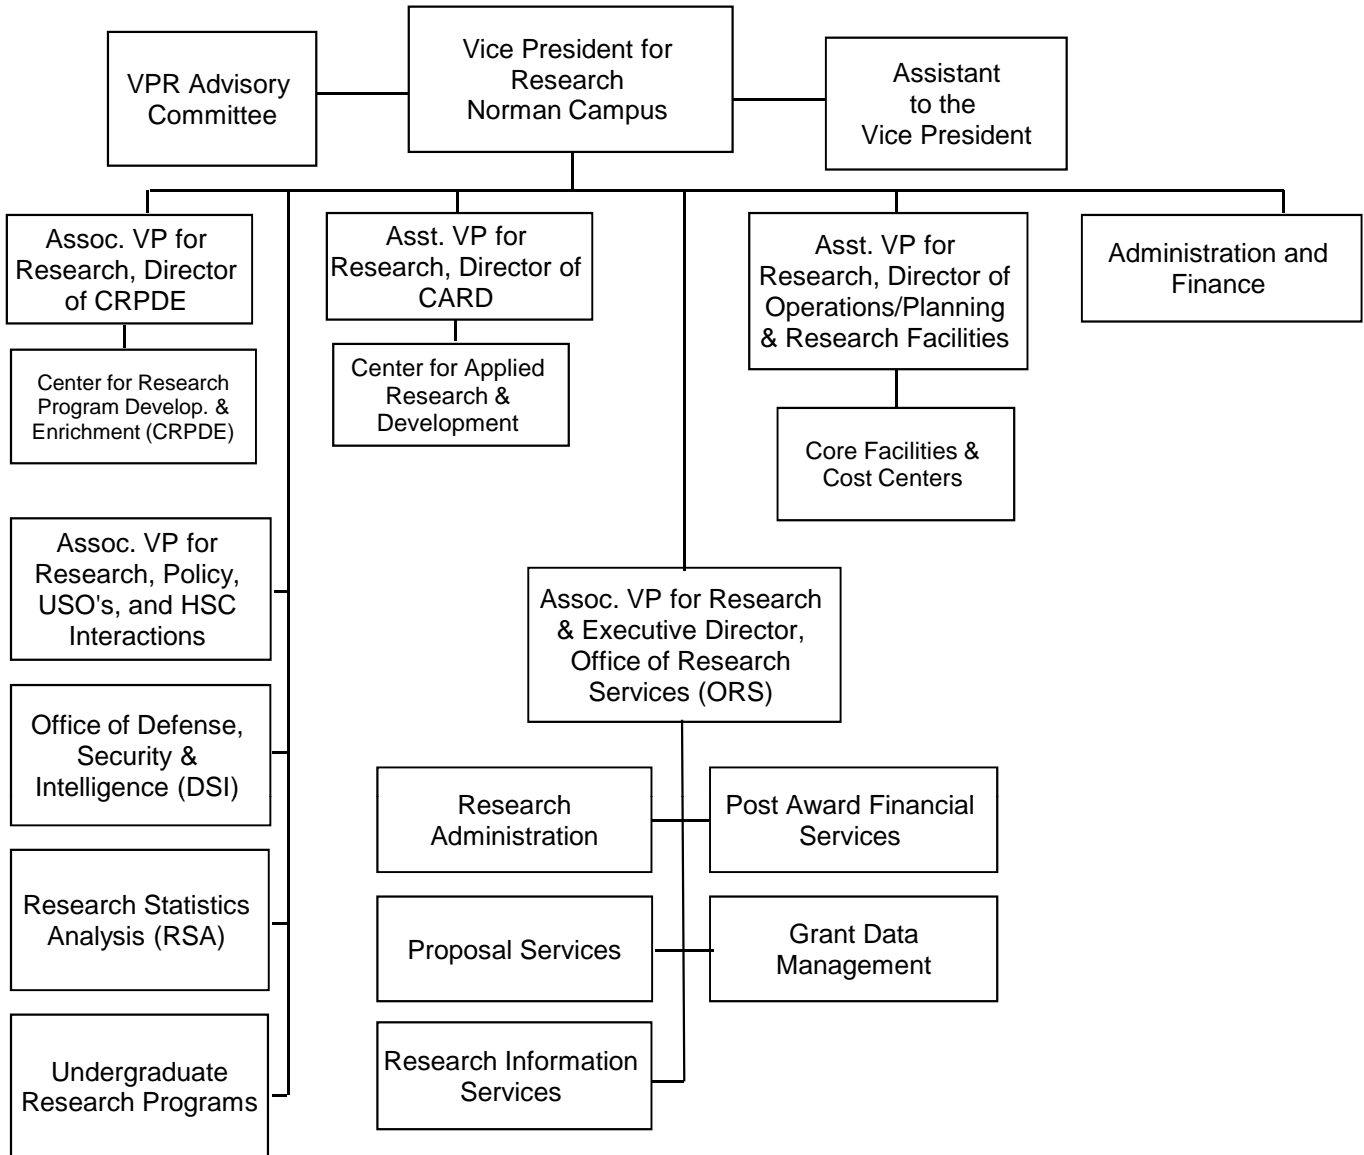 VPR Advisory
Committee
Vice President for
Research
Norman Campus
Assistant
to the
Vice President
Assoc. VP for
Research, Director
of CRPDE
Asst. VP for
Research, Director of
CARD
Asst. VP for
Research, Director of
Operations/Planning
& Research Facilities
Administration and
Finance
Center for Research
Program Develop. &
Enrichment (CRPDE)
Center for Applied
Research &
Development
Core Facilities &
Cost Centers
Assoc. VP for
Research, Policy,
USO's, and HSC
Interactions
Assoc. VP for Research
& Executive Director,
Office of Research
Services (ORS)
Office of Defense,
Security &
Intelligence (DSI)
Research
Administration
Post Award Financial
Services
Research Statistics
Analysis (RSA)
Proposal Services
Grant Data
Management
Undergraduate
Research Programs
Research Information
Services